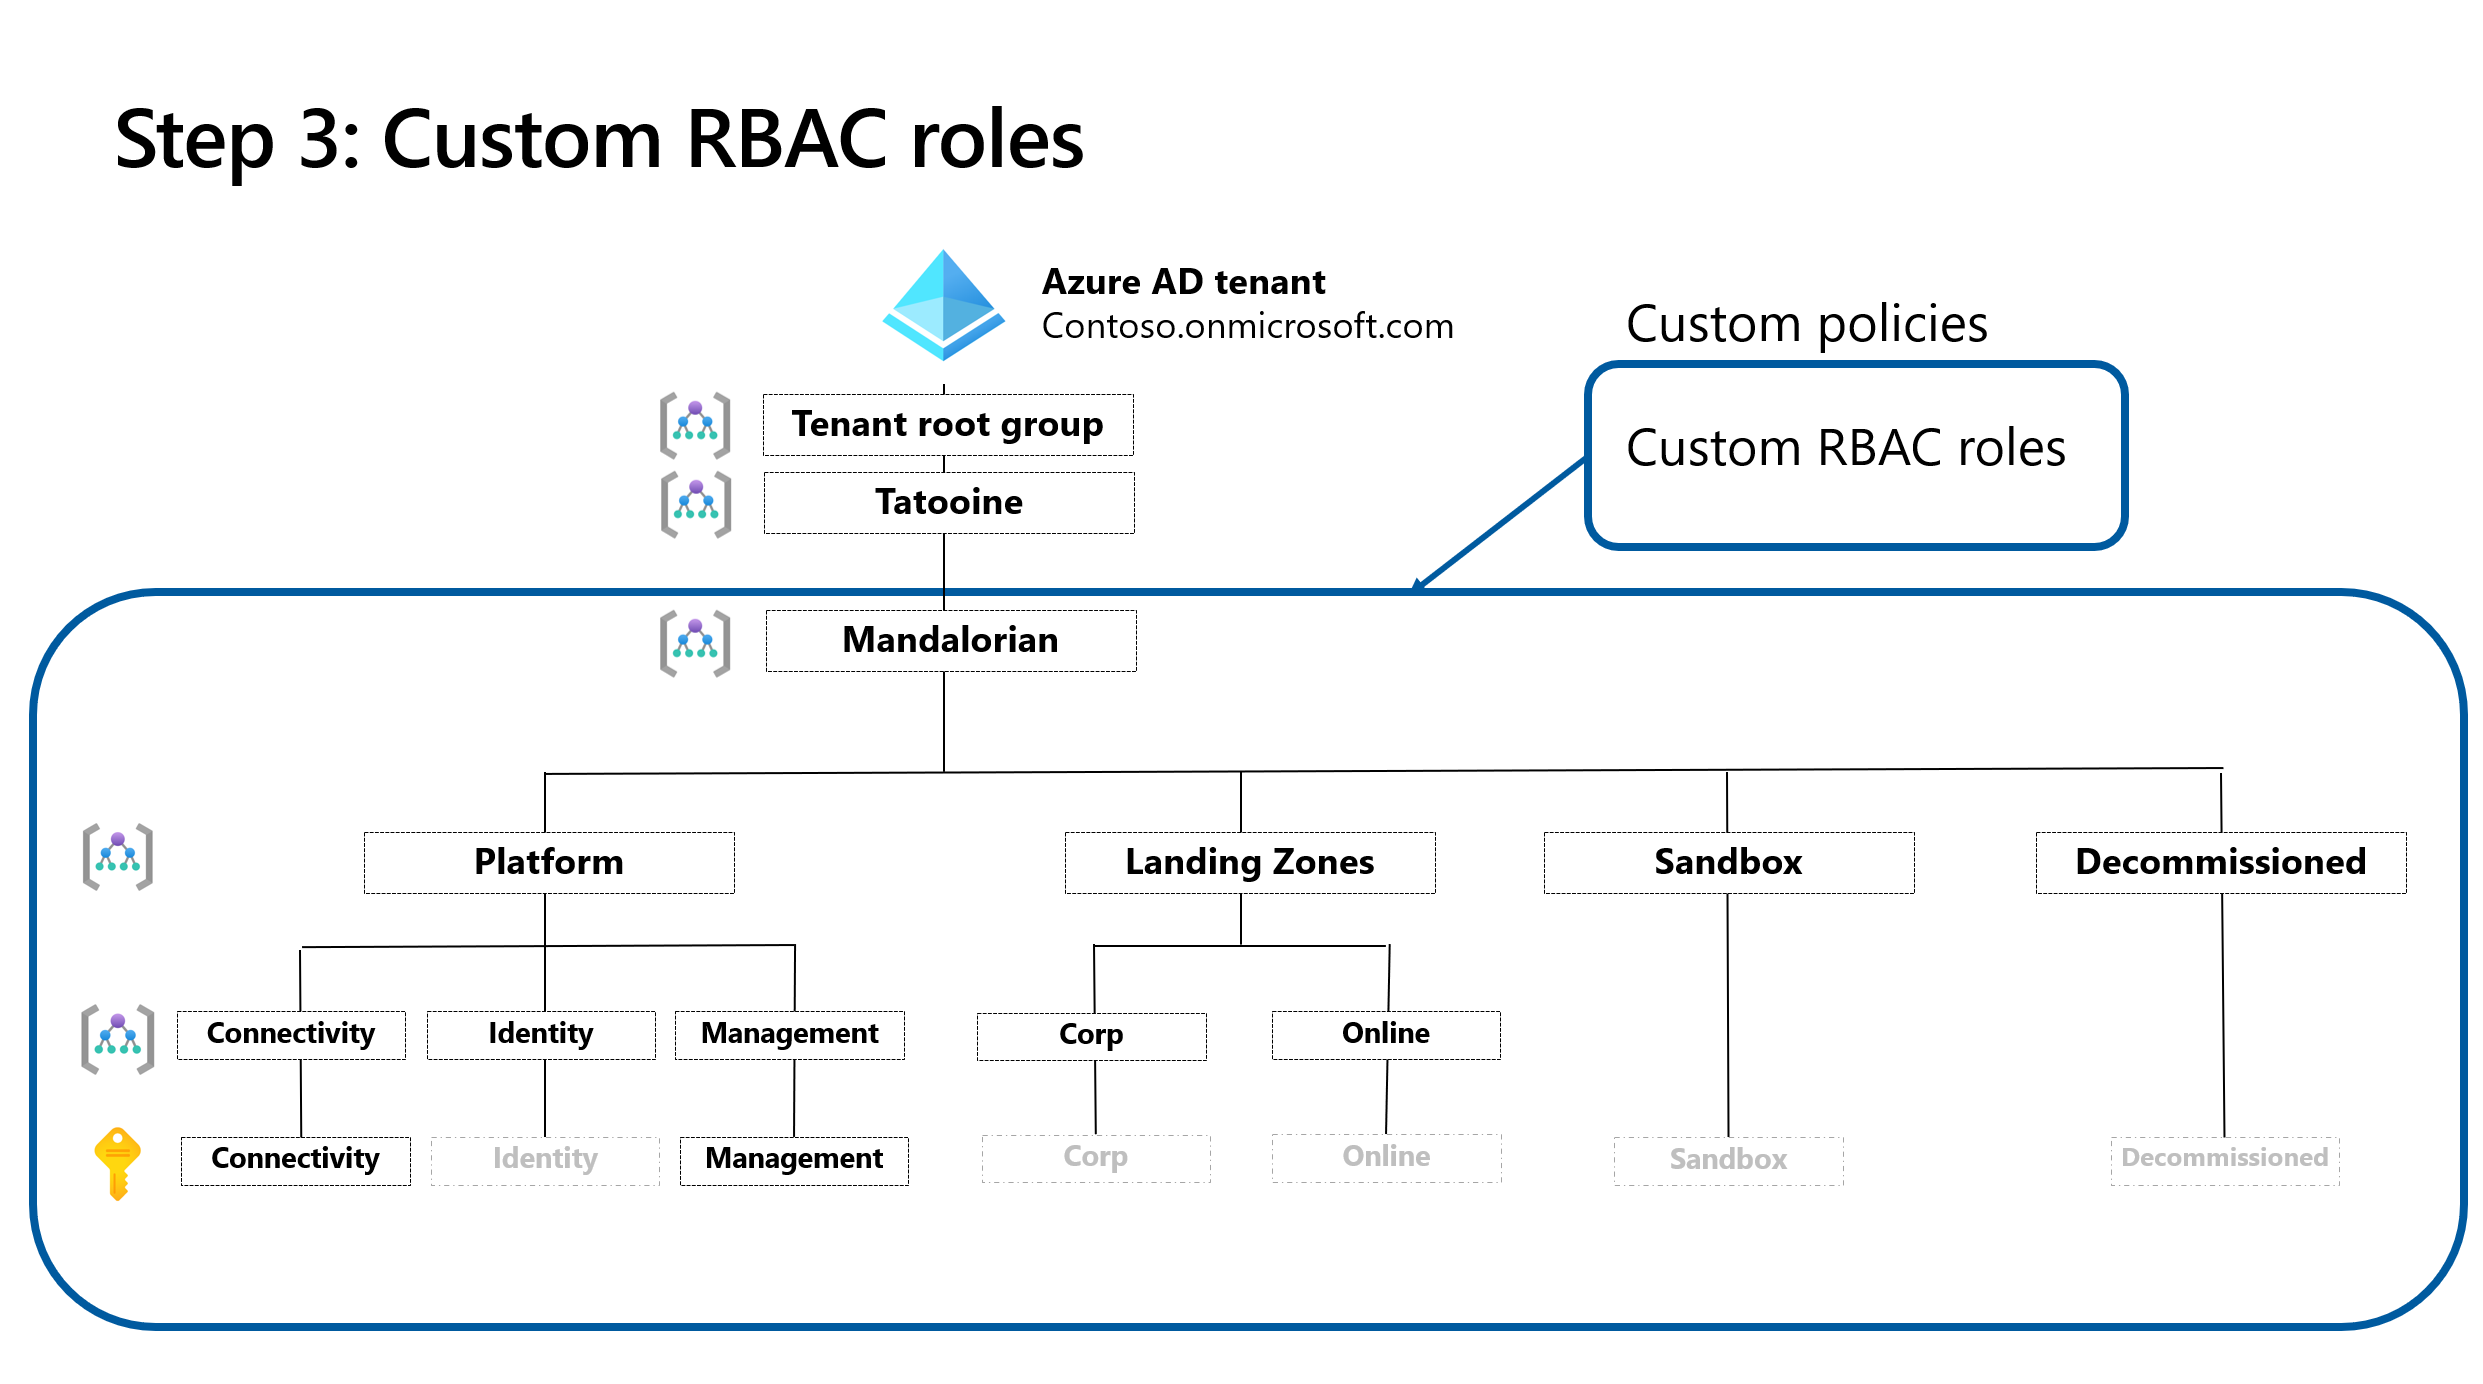 Step 3: Custom RBAC roles
Azure AD tenant
Contoso.onmicrosoft.com
Custom policies
Custom RBAC roles
Tenant root group
Tatooine
Mandalorian
Platform
Landing Zones
Sandbox
Decommissioned
Connectivity
Identity
Management
Corp
Online
Connectivity
Identity
Management
Corp
Online
Sandbox
Decommissioned